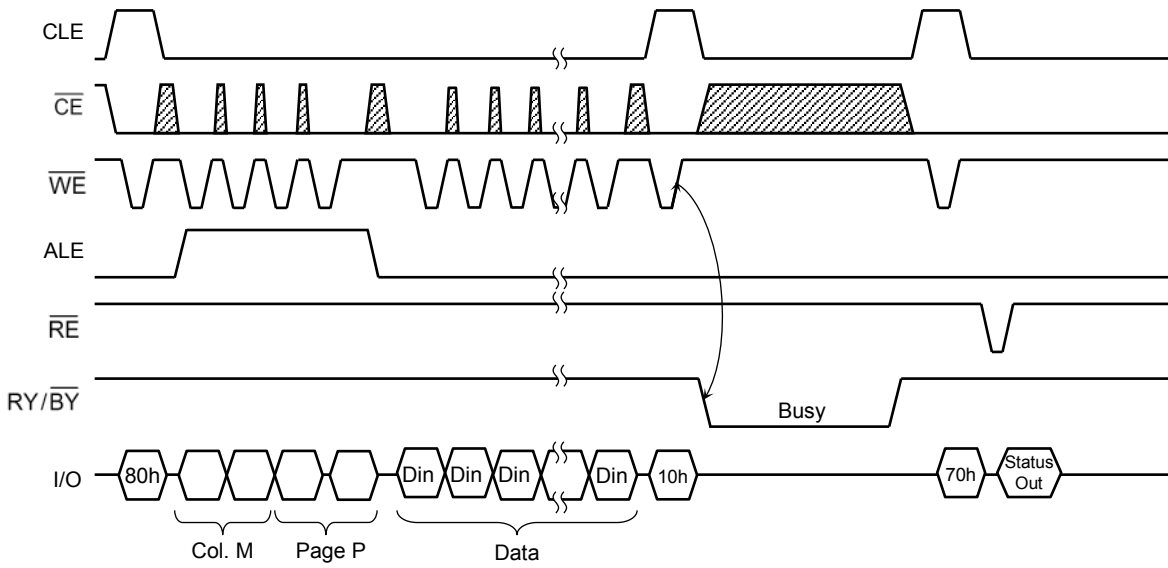 CLE
CE
WE
ALE
RE
RY/BY
Busy
I/O
80h
Din
Din
Din
Din
10h
70h
Status
Out
Col. M
Page P
Data